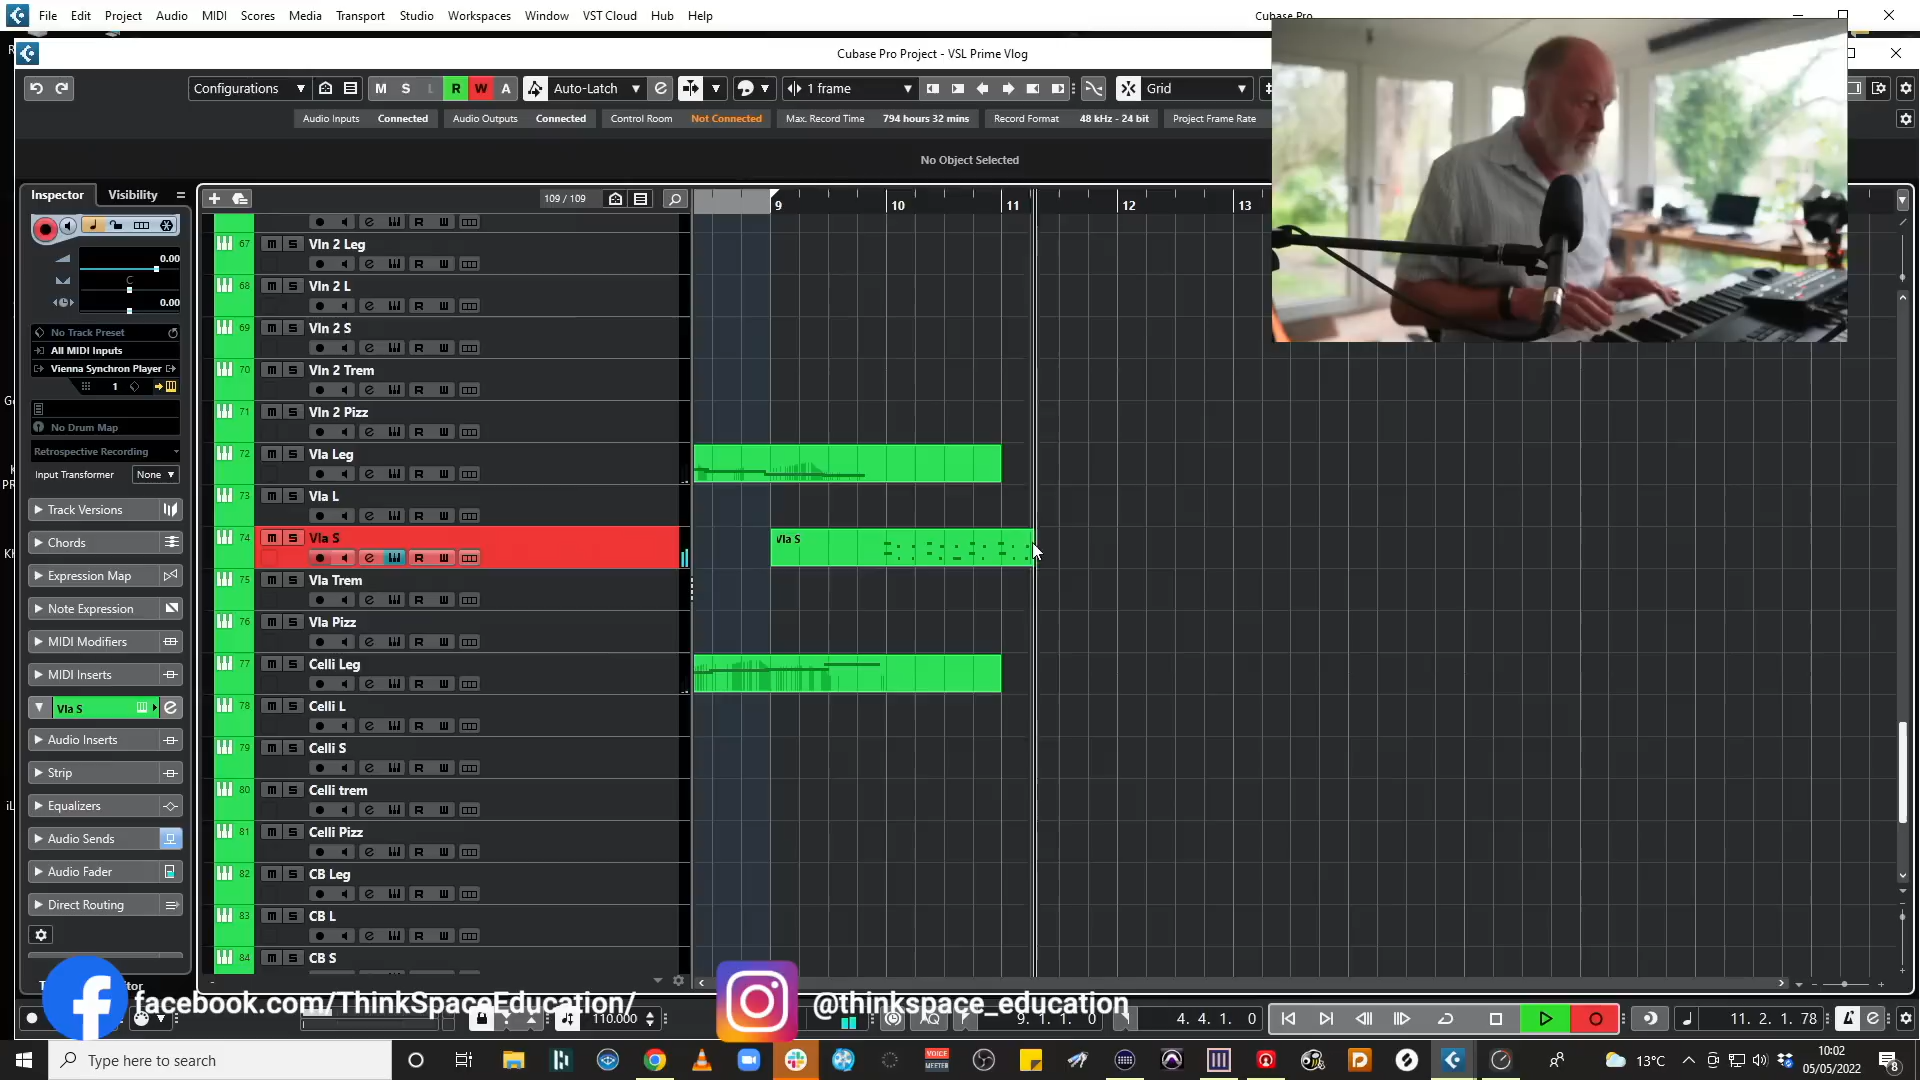 File Edit Project Audio MIDI Scores Media Transport Studio Workspaces Window VST Cloud Hub Help
Cubase Pro
Cubase Pro Project - VSL Prime Vlog
Configurations M S L R W A Auto-Latch 1 frame Grid
Audio Inputs Connected Audio Outputs Connected Control Room Not Connected Max. Record Time 794 hours 32 mins Record Format 48 kHz - 24 bit Project Frame Rate
No Object Selected
Inspector Visibility
109 / 109
9 10 11 12 13
0.00
C
0.00
No Track Preset
All MIDI Inputs
Vienna Synchron Player
1
No Drum Map
Retrospective Recording
Input Transformer None
Track Versions
Chords
Expression Map
Note Expression
MIDI Modifiers
MIDI Inserts
Vla S
Audio Inserts
Strip
Equalizers
Audio Sends
Audio Fader
Direct Routing
67 m S Vln 2 Leg
68 m S Vln 2 L
69 m S Vln 2 S
70 m S Vln 2 Trem
71 m S Vln 2 Pizz
72 m S Vla Leg
73 m S Vla L
74 m S Vla S
Vla S
75 m S Vla Trem
76 m S Vla Pizz
77 m S Celli Leg
78 m S Celli L
79 m S Celli S
80 m S Celli trem
81 m S Celli Pizz
82 m S CB Leg
83 m S CB L
84 m S CB S
facebook.com/ThinkSpaceEducation/
@thinkspace_education
110.000 AQ 9. 1. 1. 0 4. 4. 1. 0 11. 2. 1. 78
Type here to search
VOICE MEETER
13°C
10:02
05/05/2022
8